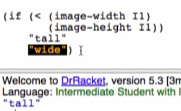 (if (< (image-width I1)
(image-height I1))
"tall"
"wide")
Welcome to DrRacket, version 5.3 [3m
Language: Intermediate Student with l
"tall"